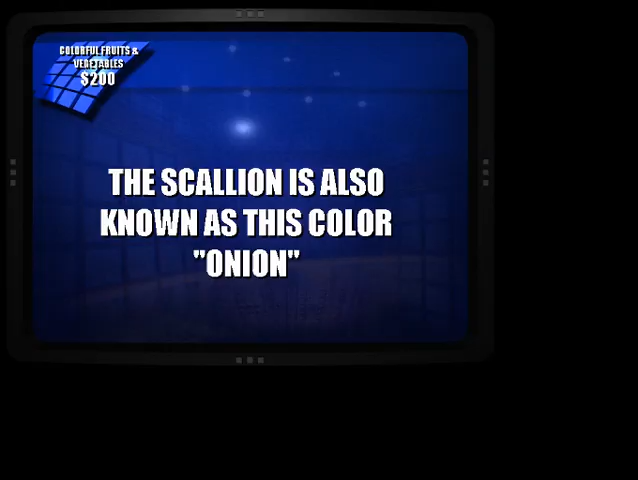 COLORFUL FRUITS &
VEGETABLES
$200
THE SCALLION IS ALSO
KNOWN AS THIS COLOR
"ONION"